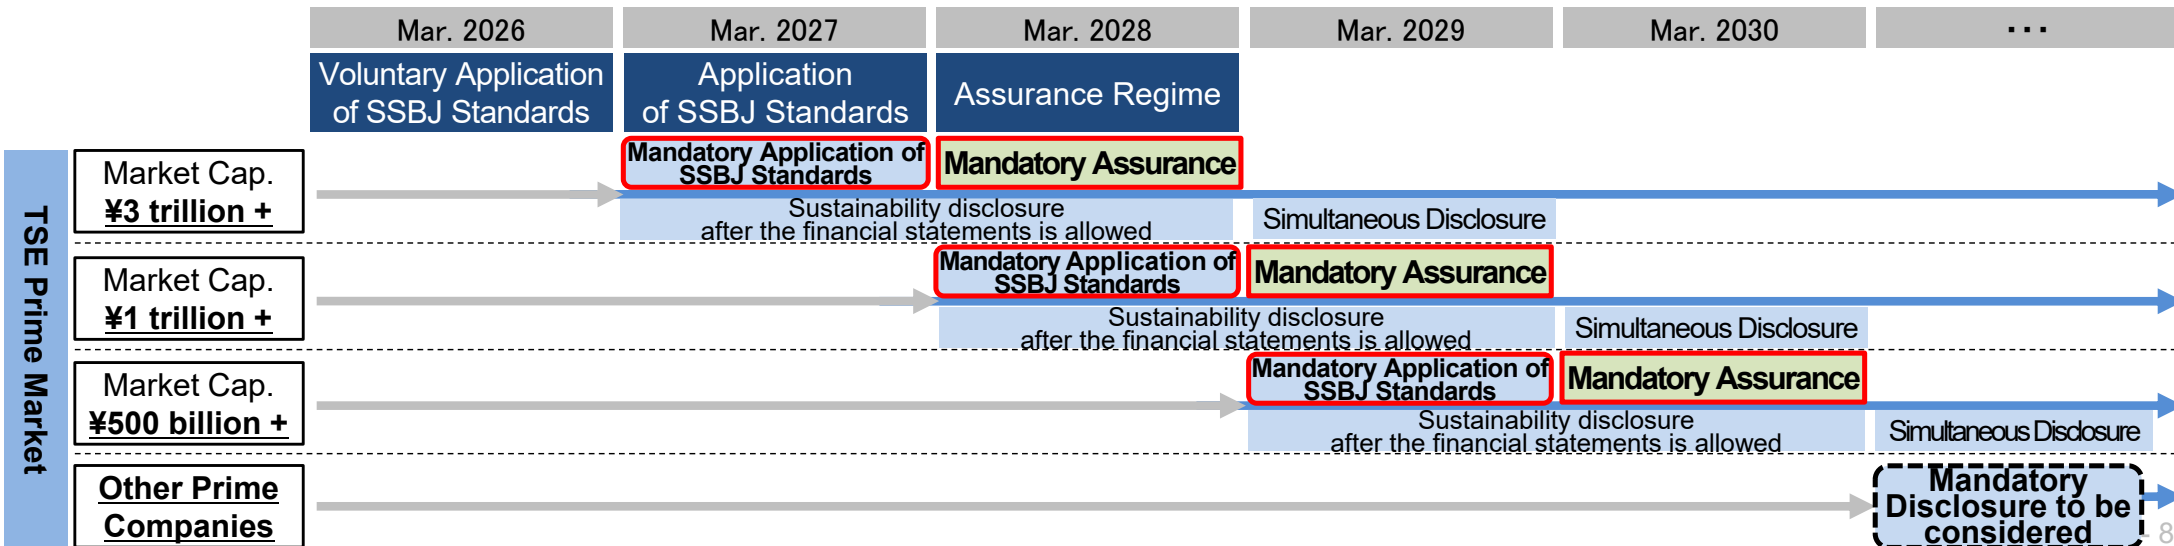 Mar. 2026
Mar. 2027
Mar. 2028
Mar. 2029
Mar. 2030
...
Voluntary Application
of SSBJ Standards
Application
of SSBJ Standards
Assurance Regime
TSE Prime Market
Market Cap.
¥3 trillion +
Mandatory Application of
SSBJ Standards
Mandatory Assurance
Sustainability disclosure
after the financial statements is allowed
Simultaneous Disclosure
Market Cap.
¥1 trillion +
Mandatory Application of
SSBJ Standards
Mandatory Assurance
Sustainability disclosure
after the financial statements is allowed
Simultaneous Disclosure
Market Cap.
¥500 billion +
Mandatory Application of
SSBJ Standards
Mandatory Assurance
Sustainability disclosure
after the financial statements is allowed
Simultaneous Disclosure
Other Prime
Companies
Mandatory
Disclosure to be
considered
- 8